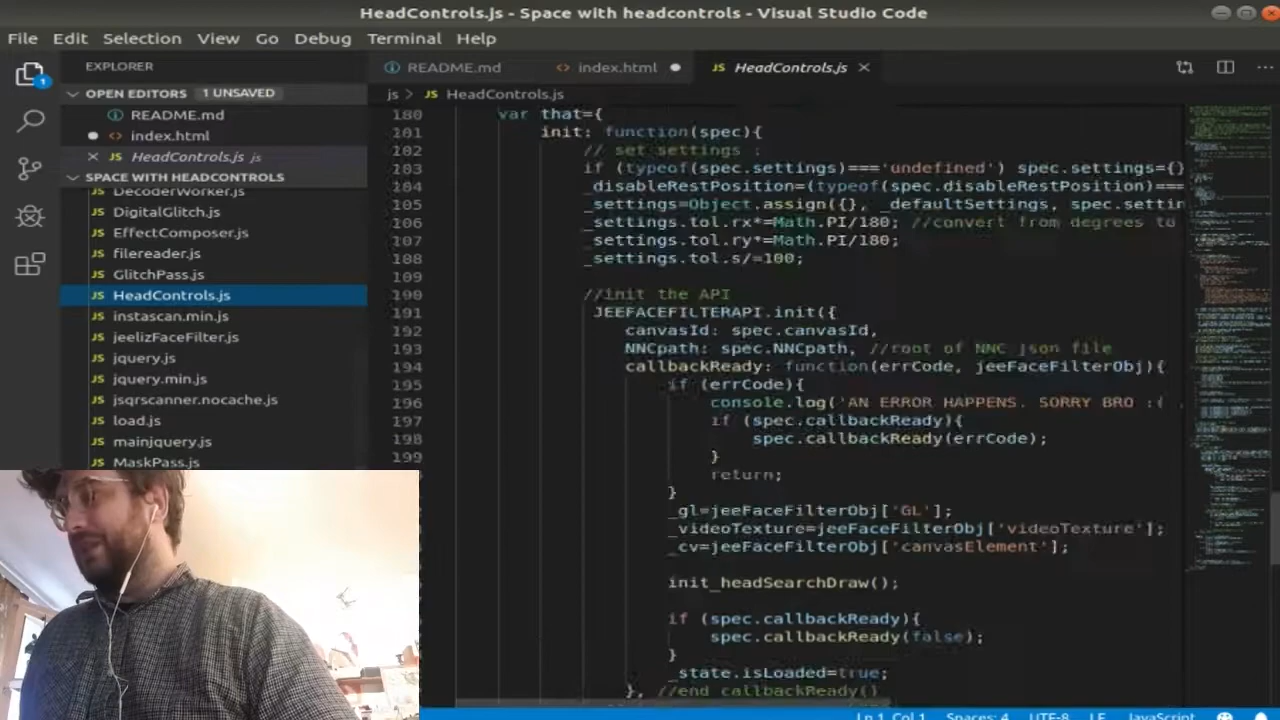 HeadControls.js - Space with headcontrols - Visual Studio Code
File Edit Selection View Go Debug Terminal Help
EXPLORER
OPEN EDITORS 1 UNSAVED
README.md
index.html
HeadControls.js js
SPACE WITH HEADCONTROLS
DecoderWorker.js
DigitalGlitch.js
EffectComposer.js
filereader.js
GlitchPass.js
HeadControls.js
instascan.min.js
jeelizFaceFilter.js
jquery.js
jquery.min.js
jsqrscanner.nocache.js
load.js
mainjquery.js
MaskPass.js
1
README.md index.html HeadControls.js
js > HeadControls.js
180 var that={
181 init: function(spec){
182 // set settings :
183 if (typeof(spec.settings)==='undefined') spec.settings={}
184 _disableRestPosition=(typeof(spec.disableRestPosition)===
185 _settings=Object.assign({}, _defaultSettings, spec.settin
186 _settings.tol.rx*=Math.PI/180; //convert from degrees to
187 _settings.tol.ry*=Math.PI/180;
188 _settings.tol.s/=100;
189
190 //init the API
191 JEEFACEFILTERAPI.init({
192 canvasId: spec.canvasId,
193 NNCpath: spec.NNCpath, //root of NNC json file
194 callbackReady: function(errCode, jeeFaceFilterObj){
195 if (errCode){
196 console.log('AN ERROR HAPPENS. SORRY BRO :(
197 if (spec.callbackReady){
198 spec.callbackReady(errCode);
199 }
return;
}
_gl=jeeFaceFilterObj['GL'];
_videoTexture=jeeFaceFilterObj['videoTexture'];
_cv=jeeFaceFilterObj['canvasElement'];
init_headSearchDraw();
if (spec.callbackReady){
spec.callbackReady(false);
}
_state.isLoaded=true;
}, //end callbackReady()
Ln 1, Col 1 Spaces: 4 UTF-8 LF JavaScript